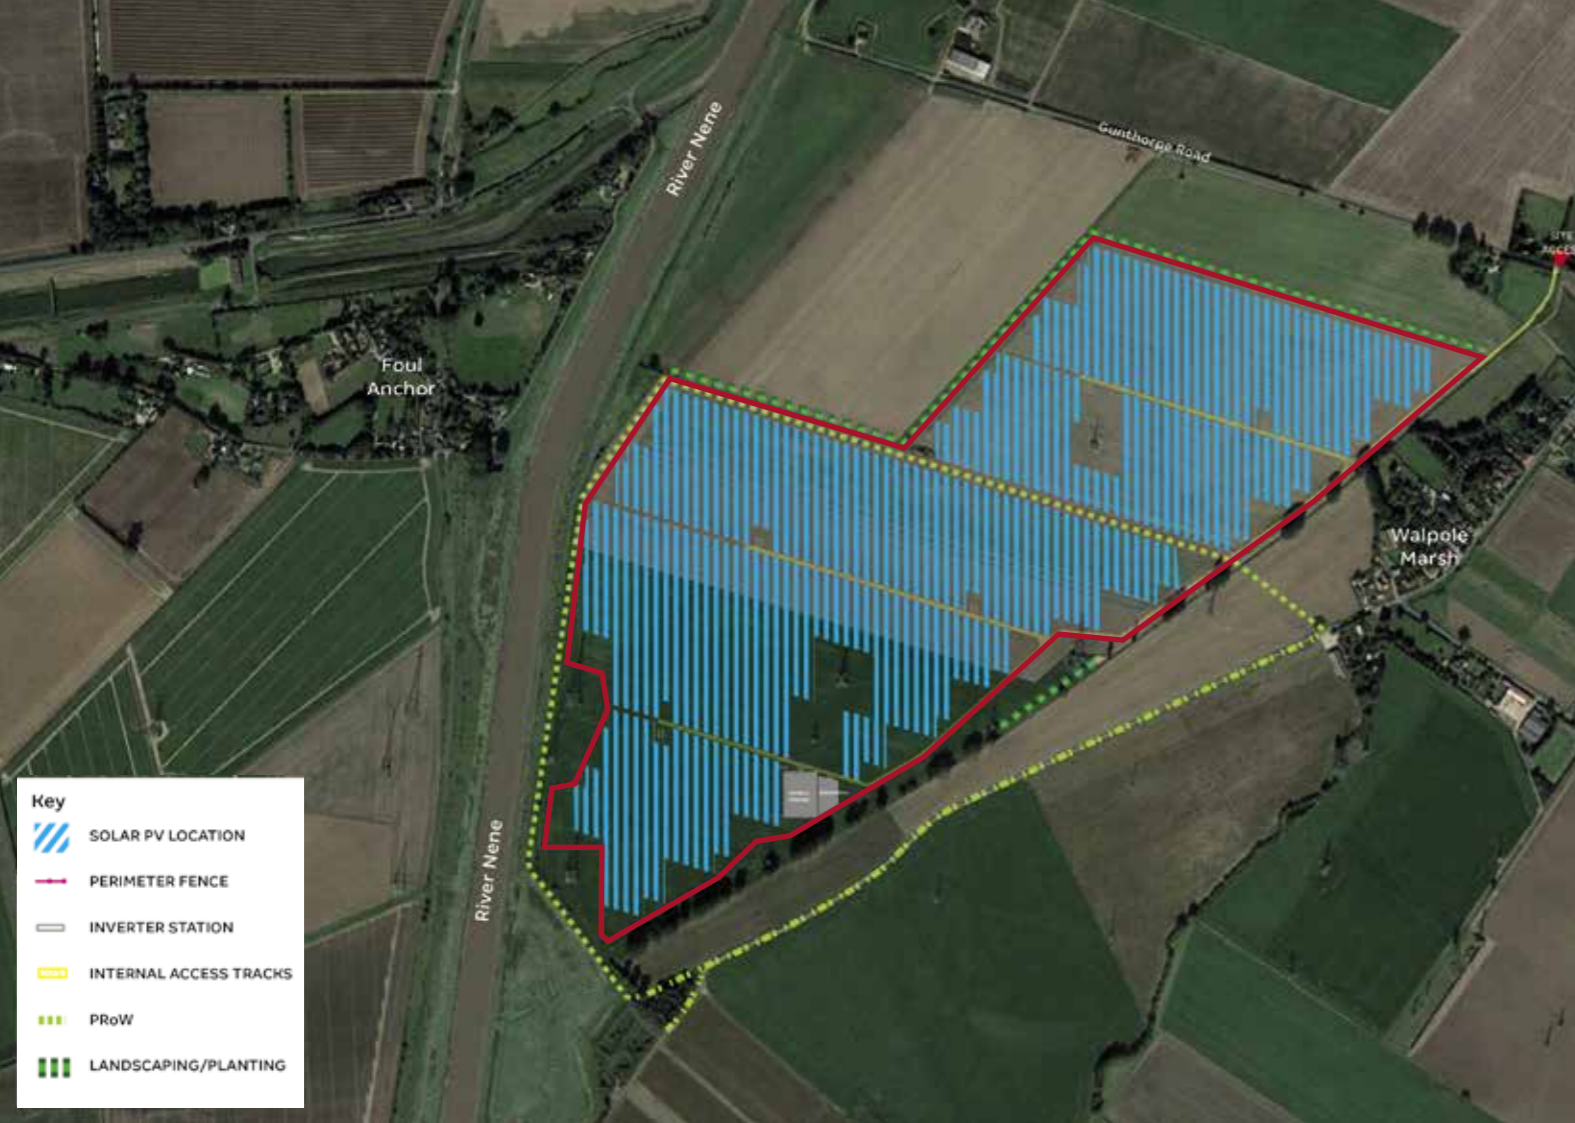 River Nene
Gunthorpe Road
Foul
Anchor
Walpole
Marsh
River Nene
Key
SOLAR PV LOCATION
PERIMETER FENCE
INVERTER STATION
INTERNAL ACCESS TRACKS
PRoW
LANDSCAPING/PLANTING